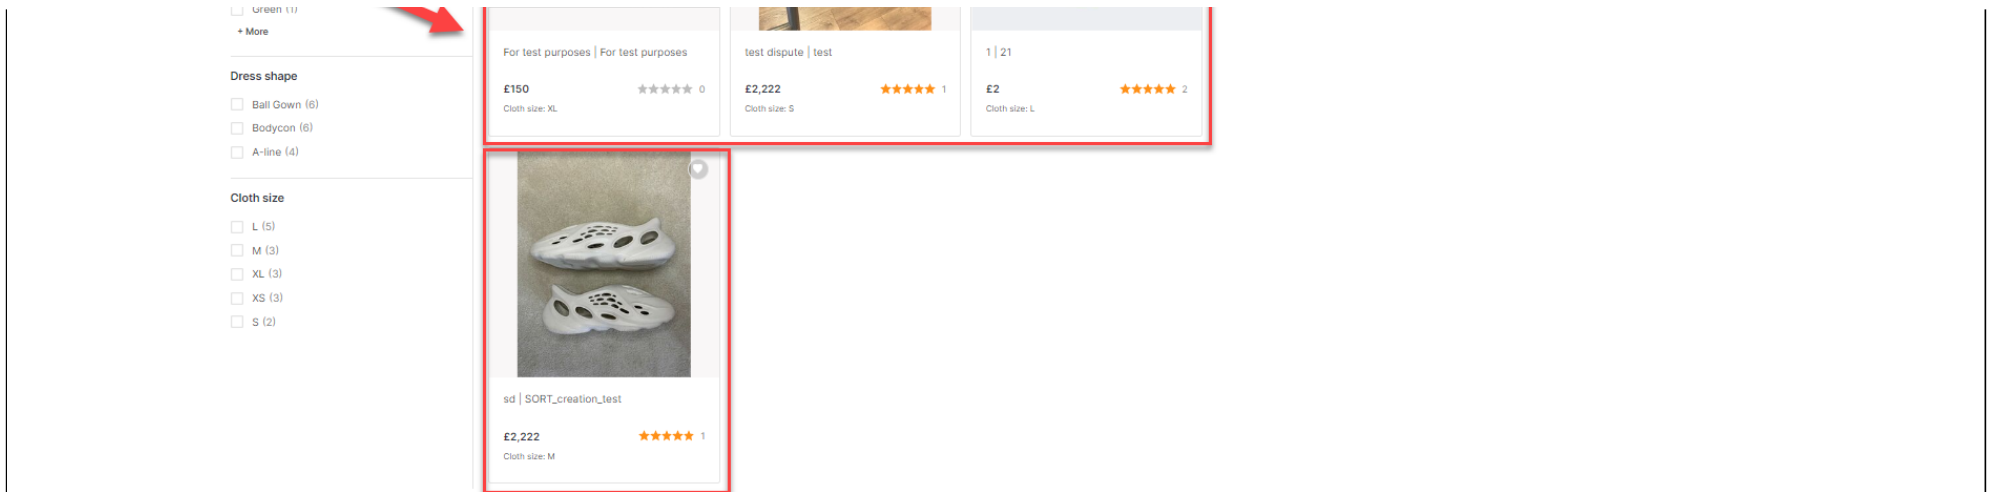 Green (1)
+ More
Dress shape
Ball Gown (6)
Bodycon (6)
A-line (4)
Cloth size
L (5)
M (3)
XL (3)
XS (3)
S (2)
For test purposes | For test purposes
£150
0
Cloth size: XL
test dispute | test
£2,222
1
Cloth size: S
1 | 21
£2
2
Cloth size: L
sd | SORT_creation_test
£2,222
1
Cloth size: M